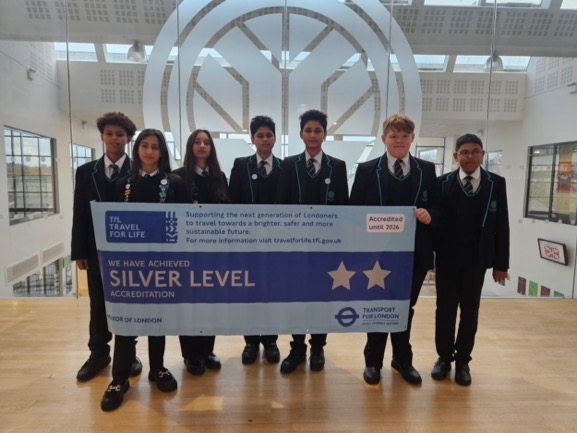 TfL
TRAVEL
FOR LIFE
Supporting the next generation of Londoners
to travel towards a brighter, safer and more
sustainable future.
For more information visit travelforlife.tfl.gov.uk
Accredited
until 2026
WE HAVE ACHIEVED
SILVER LEVEL
ACCREDITATION
YOR OF LONDON
TRANSPORT
FOR LONDON